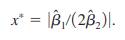 x* = |β̂₁/(2β̂₂)|.